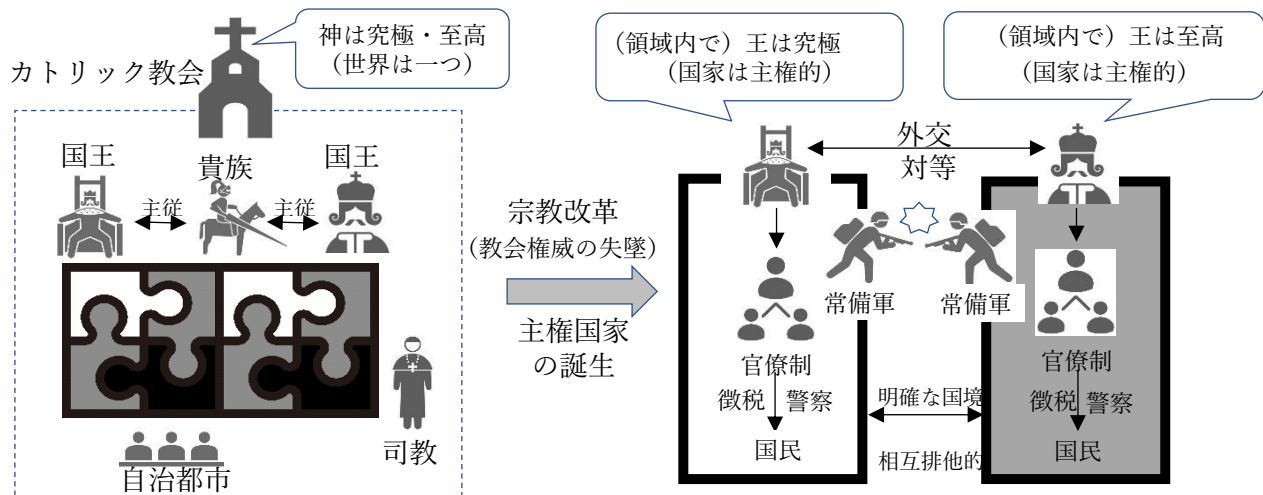 神は究極・至高
（世界は一つ）
カトリック教会
国王
貴族
国王
主従
主従
自治都市
司教
宗教改革
（教会権威の失墜）
主権国家
の誕生
（領域内で）王は究極
（国家は主権的）
（領域内で）王は至高
（国家は主権的）
外交
対等
常備軍
常備軍
官僚制
徴税
警察
国民
明確な国境
相互排他的
官僚制
徴税
警察
国民